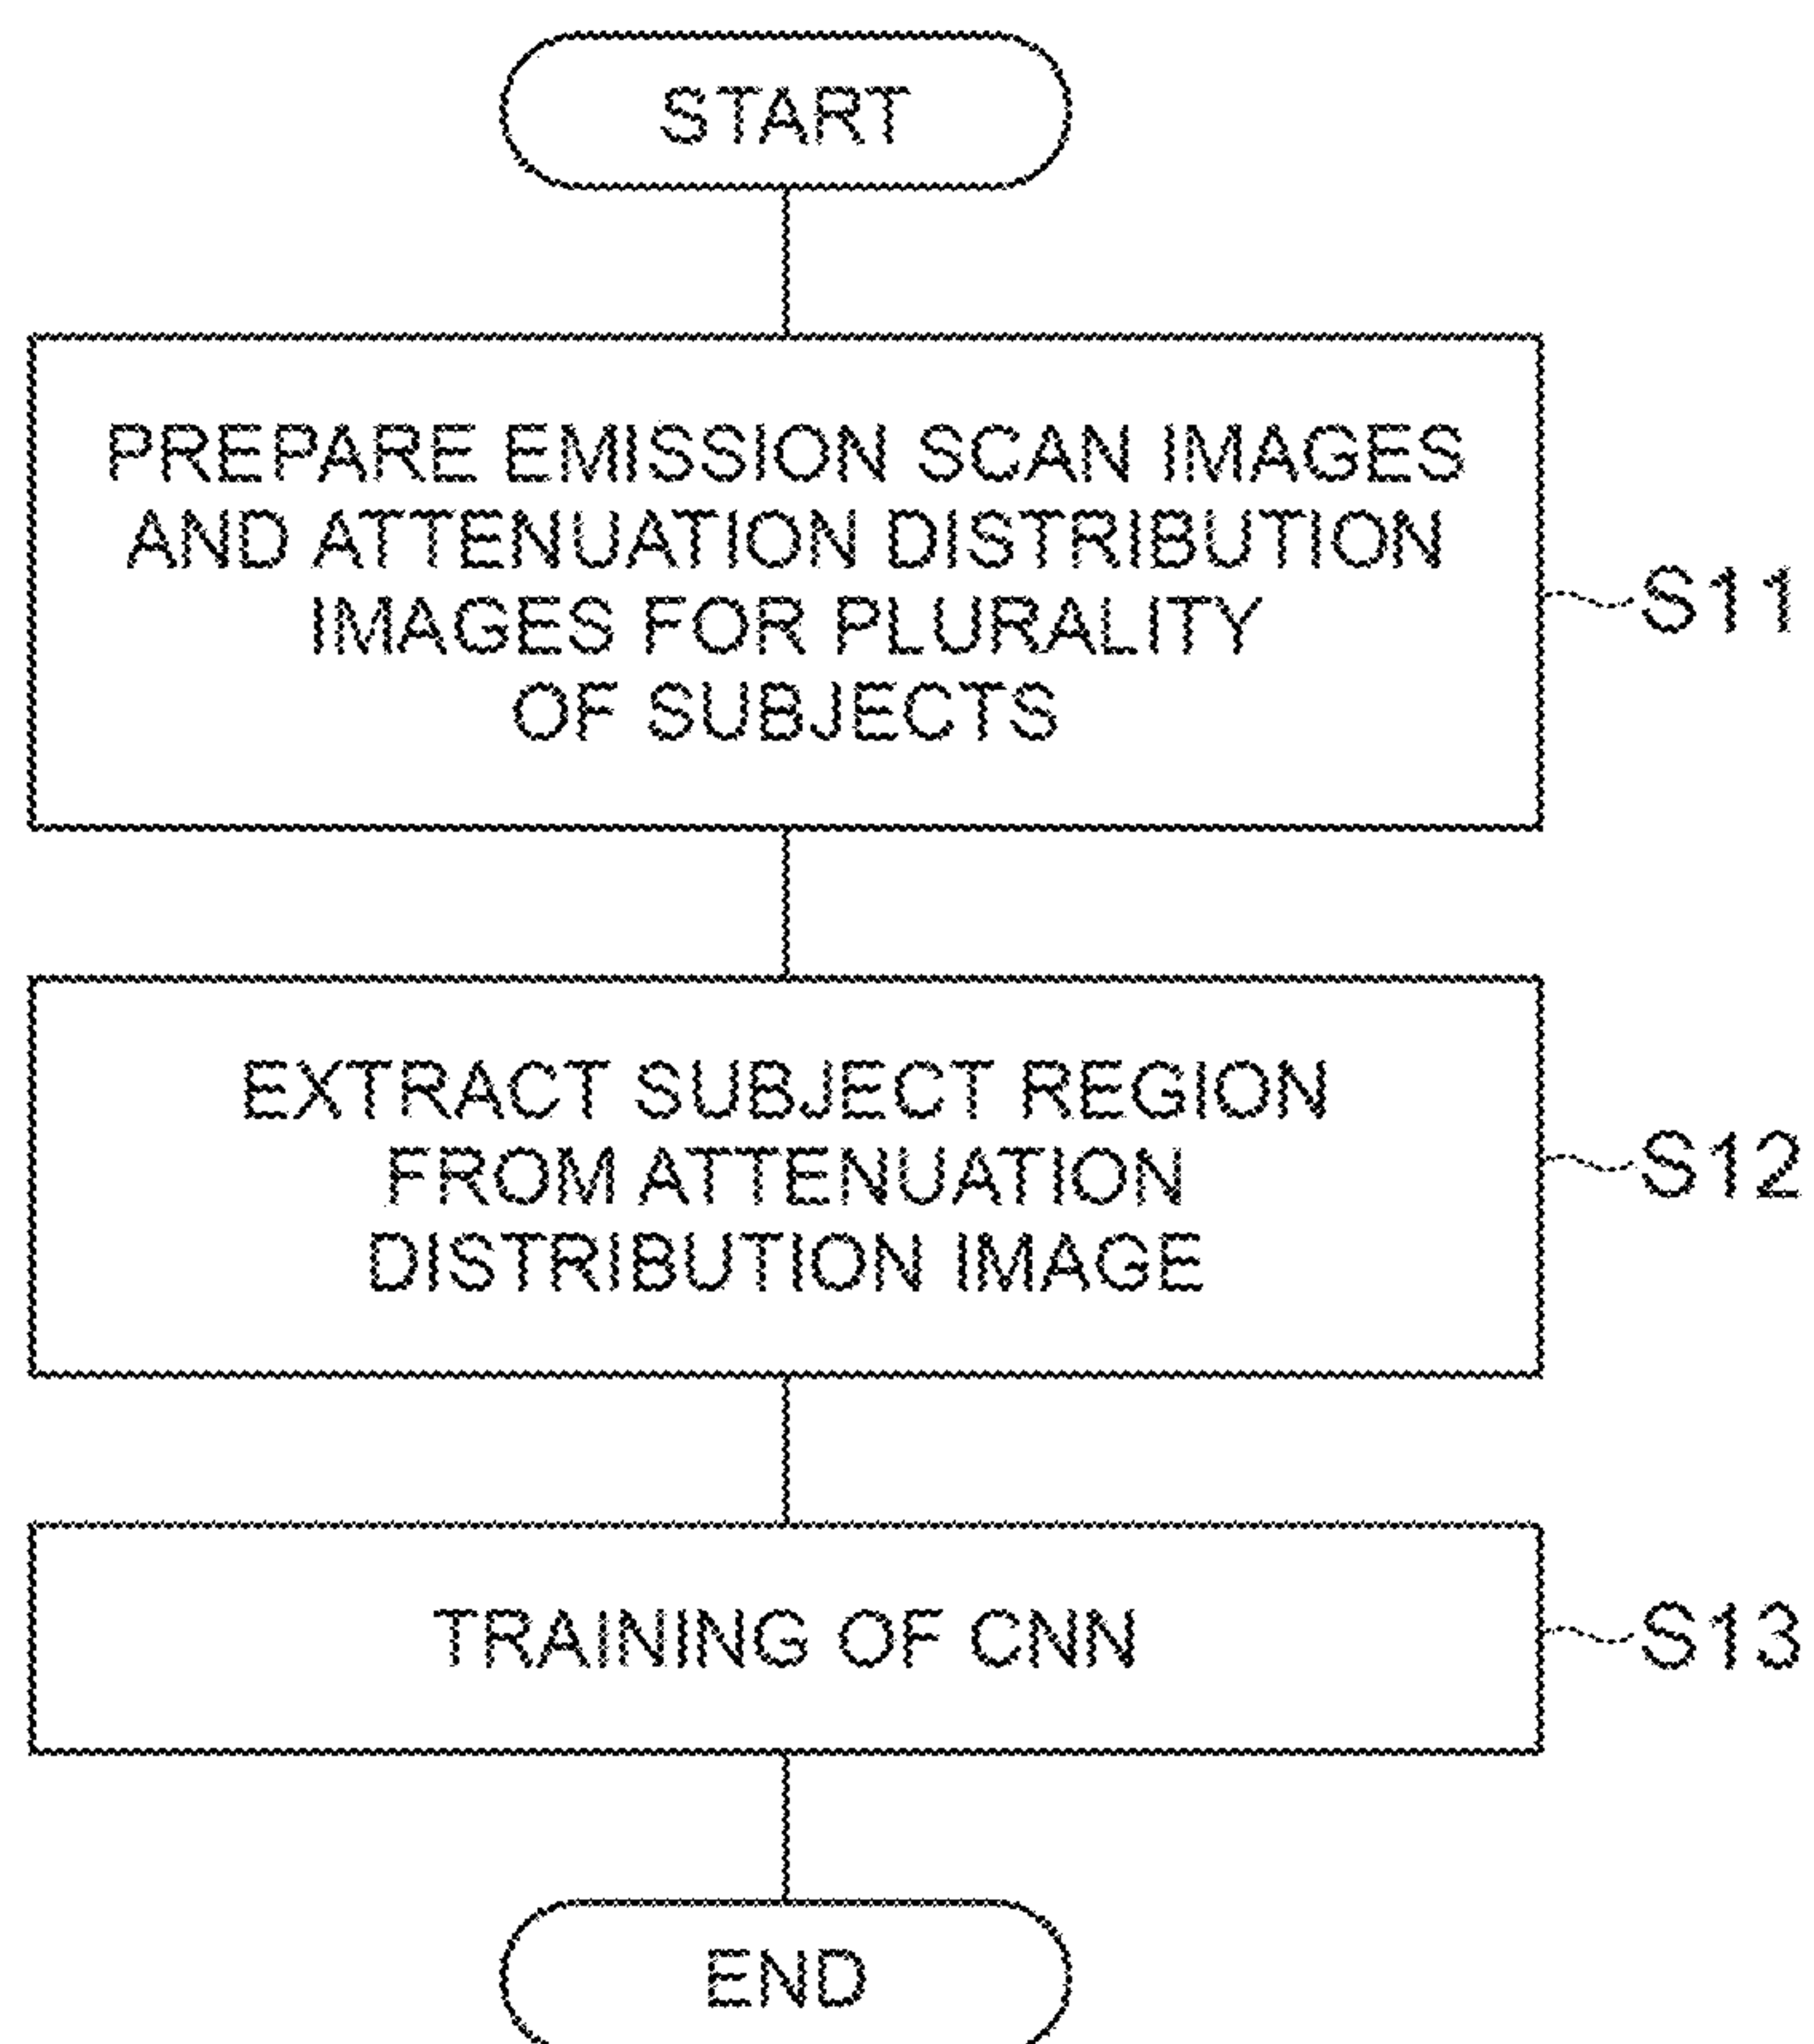 START
PREPARE EMISSION SCAN IMAGES
AND ATTENUATION DISTRIBUTION
IMAGES FOR PLURALITY
OF SUBJECTS
S11
EXTRACT SUBJECT REGION
FROM ATTENUATION
DISTRIBUTION IMAGE
S12
TRAINING OF CNN
S13
END